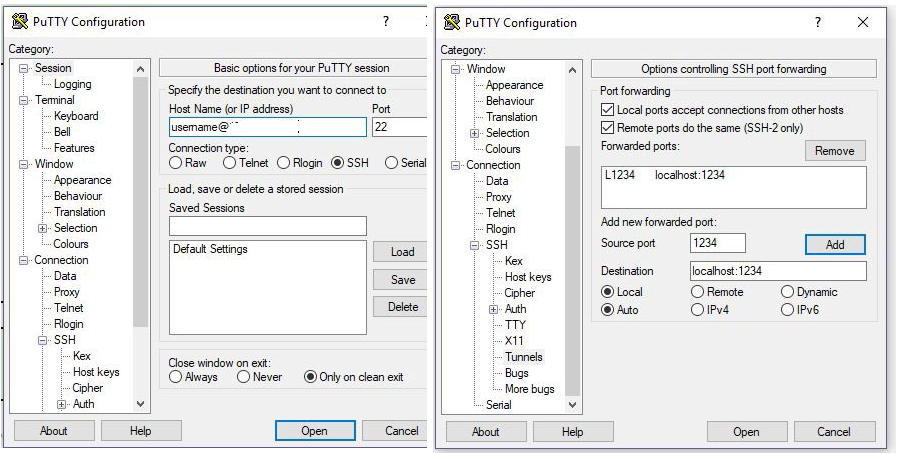 PuTTY Configuration
?
Category:
Session
Logging
Terminal
Keyboard
Bell
Features
Window
Appearance
Behaviour
Translation
Selection
Colours
Connection
Data
Proxy
Telnet
Rlogin
SSH
Kex
Host keys
Cipher
Auth
Basic options for your PuTTY session
Specify the destination you want to connect to
Host Name (or IP address) Port
username@ 22
Connection type:
Raw Telnet Rlogin SSH Serial
Load, save or delete a stored session
Saved Sessions
Default Settings
Load
Save
Delete
Close window on exit:
Always Never Only on clean exit
About Help Open Cancel
PuTTY Configuration
?
Category:
Window
Appearance
Behaviour
Translation
Selection
Colours
Connection
Data
Proxy
Telnet
Rlogin
SSH
Kex
Host keys
Cipher
Auth
TTY
X11
Tunnels
Bugs
More bugs
Serial
Options controlling SSH port forwarding
Port forwarding
Local ports accept connections from other hosts
Remote ports do the same (SSH-2 only)
Forwarded ports: Remove
L1234 localhost:1234
Add new forwarded port:
Source port 1234 Add
Destination localhost:1234
Local Remote Dynamic
Auto IPv4 IPv6
About Help Open Cancel